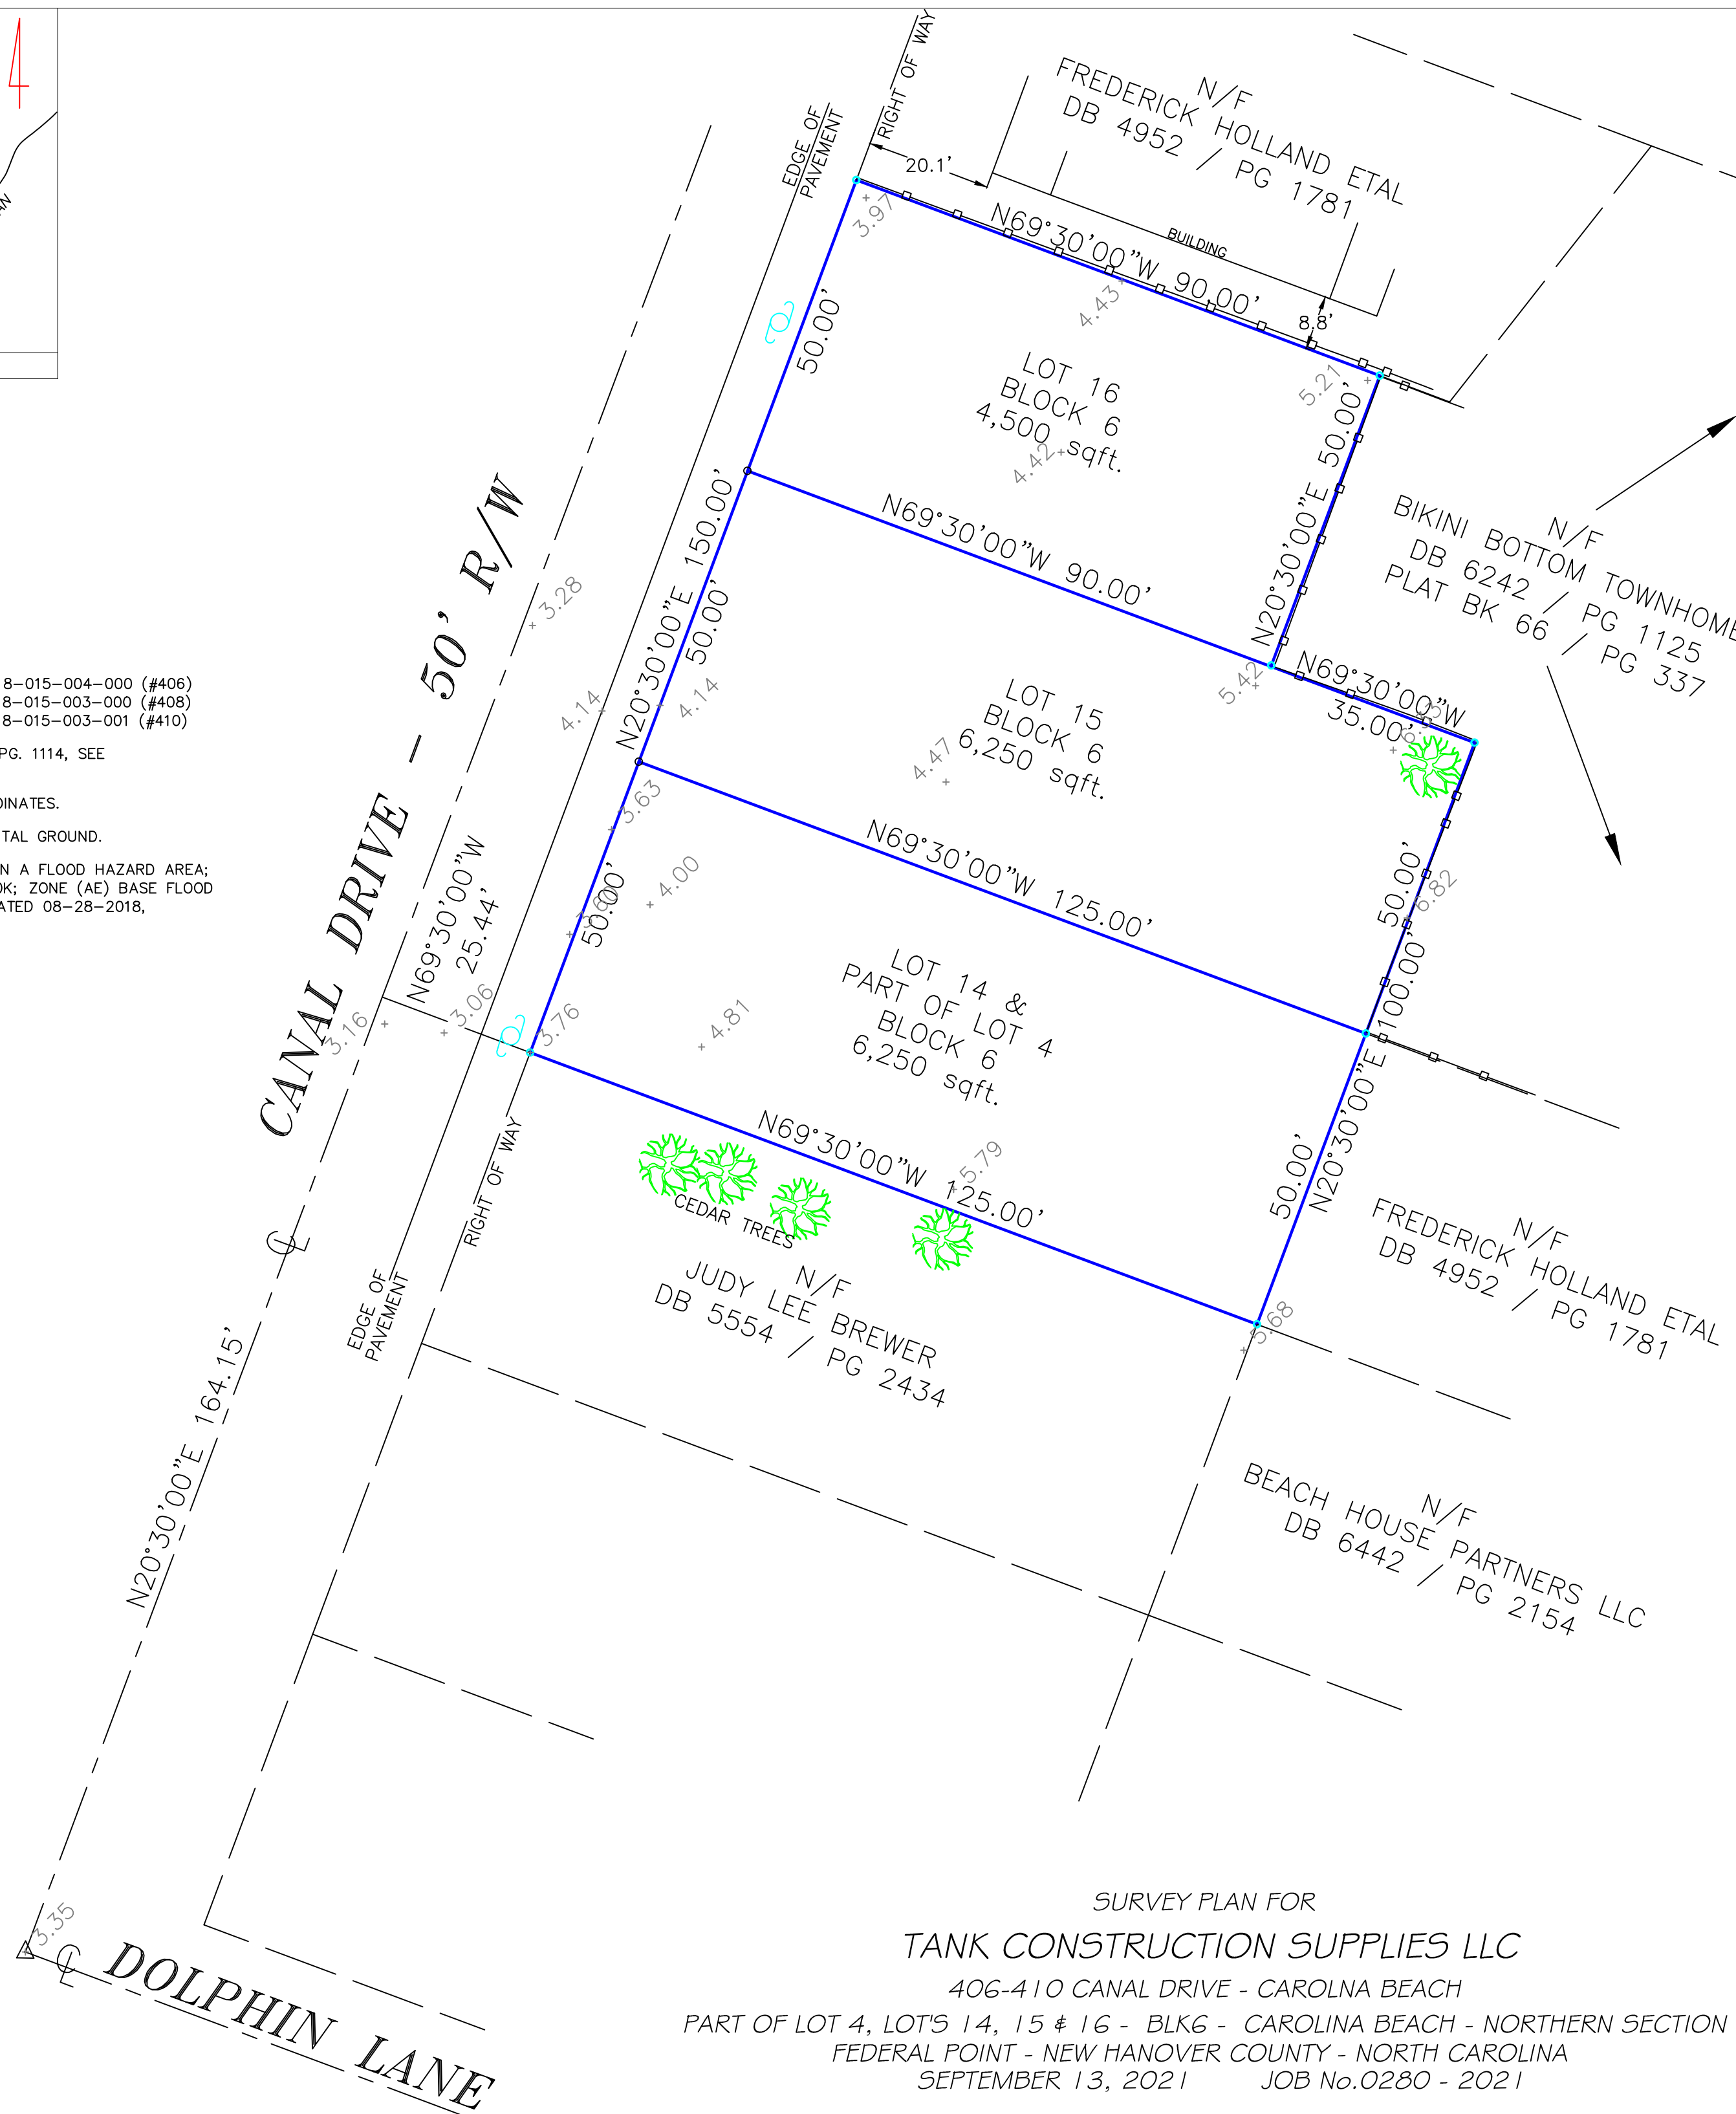 AN
RIGHT OF WAY
EDGE OF
PAVEMENT
20.1'
N/F
FREDERICK HOLLAND ETAL
DB 4952 / PG 1781
3.97
N69°30'00"W 90.00'
BUILDING
4.43
8.8'
50.00'
LOT 16
BLOCK 6
4,500 sqft.
4.42
5.21
N20°30'00"E 50.00'
N69°30'00"W 90.00'
N/F
BIKINI BOTTOM TOWNHOME
DB 6242 / PG 1125
PLAT BK 66 / PG 337
CANAL DRIVE - 50' R/W
3.28
N20°30'00"E 150.00'
50.00'
4.14
4.14
5.42
N69°30'00"W
35.00'
LOT 15
BLOCK 6
6,250 sqft.
4.47
8-015-004-000 (#406)
8-015-003-000 (#408)
8-015-003-001 (#410)
PG. 1114, SEE
DINATES.
TAL GROUND.
N A FLOOD HAZARD AREA;
OK; ZONE (AE) BASE FLOOD
ATED 08-28-2018,
3.63
N69°30'00"W 125.00'
50.00'
6.82
4.00
50.00'
N69°30'00"W
25.44'
3.16
3.06
3.76
4.81
LOT 14 &
PART OF LOT 4
BLOCK 6
6,250 sqft.
N20°30'00"E 100.00'
50.00'
N69°30'00"W 125.00'
5.79
CEDAR TREES
RIGHT OF WAY
EDGE OF
PAVEMENT
N/F
JUDY LEE BREWER
DB 5554 / PG 2434
5.68
N/F
FREDERICK HOLLAND ETAL
DB 4952 / PG 1781
CL
N20°30'00"E 164.15'
N/F
BEACH HOUSE PARTNERS LLC
DB 6442 / PG 2154
3.35
CL
DOLPHIN LANE
SURVEY PLAN FOR
TANK CONSTRUCTION SUPPLIES LLC
406-410 CANAL DRIVE - CAROLNA BEACH
PART OF LOT 4, LOT'S 14, 15 & 16 - BLK6 - CAROLINA BEACH - NORTHERN SECTION
FEDERAL POINT - NEW HANOVER COUNTY - NORTH CAROLINA
SEPTEMBER 13, 2021 JOB No.0280 - 2021